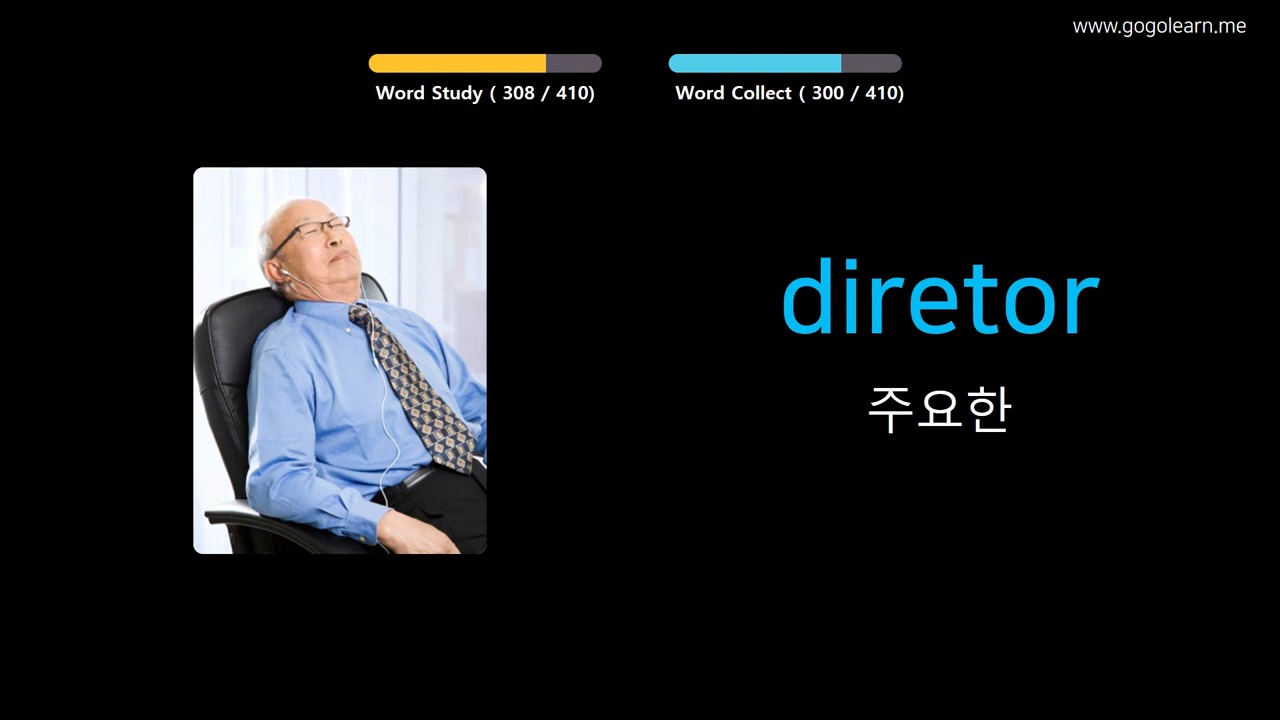 www.gogolearn.me
Word Study ( 308 / 410)
Word Collect ( 300 / 410)
diretor
주요한